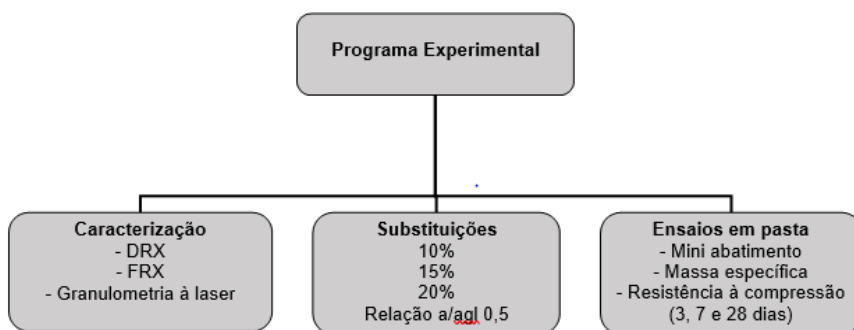 Programa Experimental
Caracterização
- DRX
- FRX
- Granulometria à laser
Substituições
10%
15%
20%
Relação a/agl 0,5
Ensaios em pasta
- Mini abatimento
- Massa específica
- Resistência à compressão
(3, 7 e 28 dias)